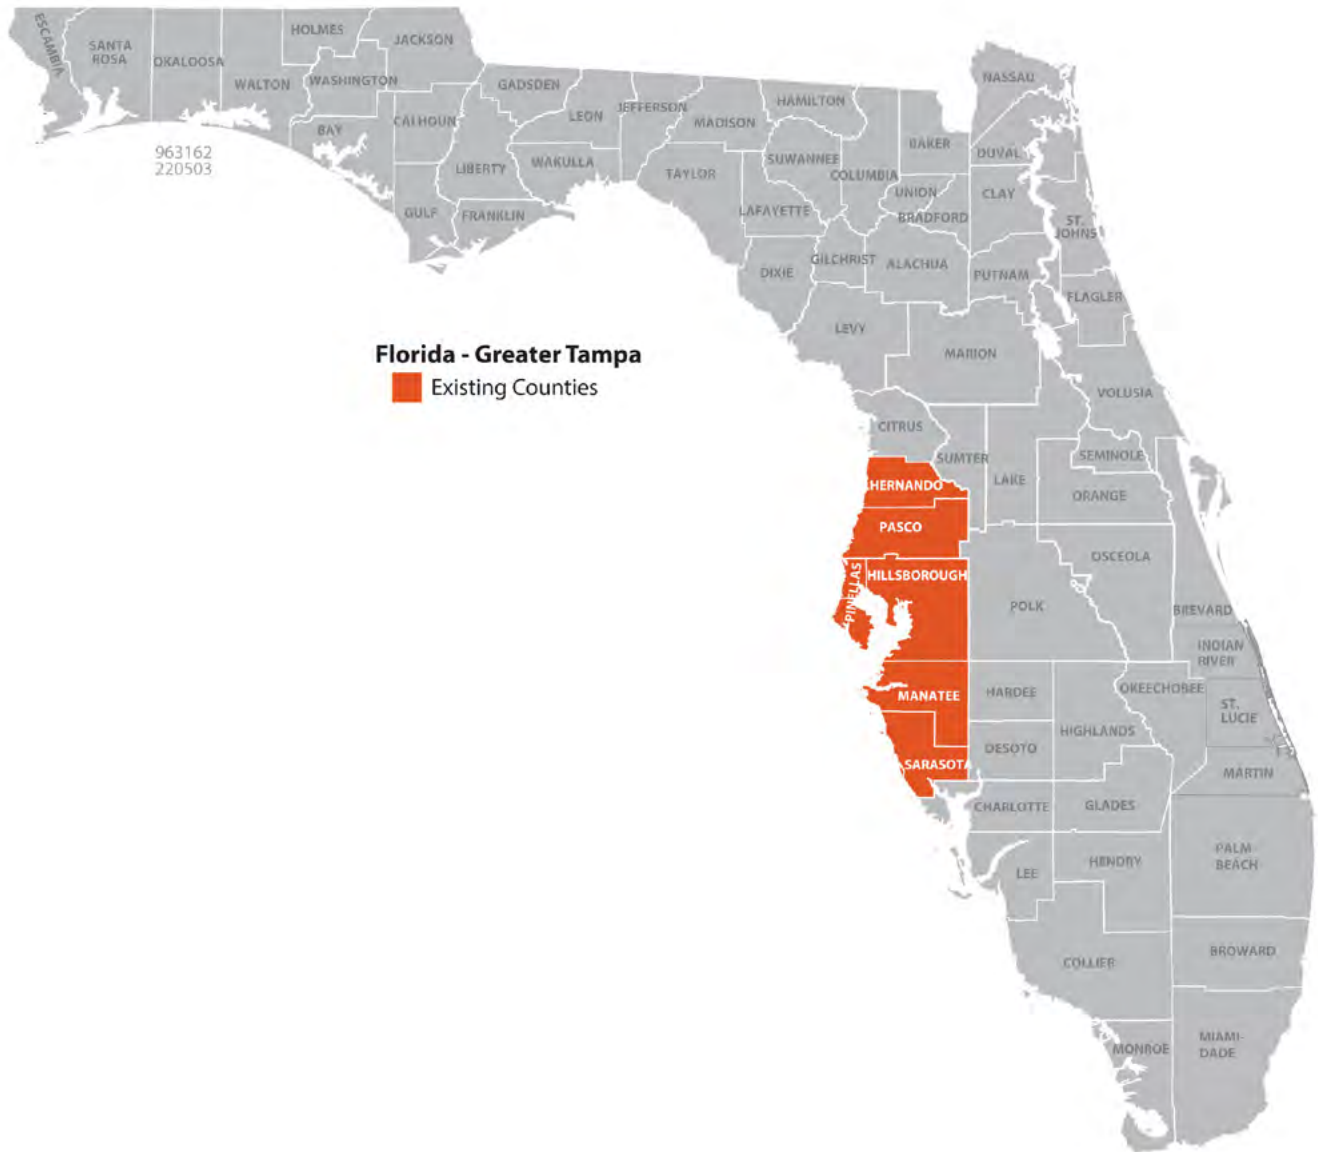 ESCAMBIA
SANTA
ROSA
OKALOOSA
WALTON
HOLMES
WASHINGTON
JACKSON
BAY
CALHOUN
GULF
GADSDEN
LIBERTY
FRANKLIN
LEON
WAKULLA
JEFFERSON
MADISON
TAYLOR
HAMILTON
SUWANNEE
LAFAYETTE
DIXIE
COLUMBIA
GILCHRIST
BAKER
UNION
BRADFORD
ALACHUA
LEVY
NASSAU
DUVAL
CLAY
ST.
JOHNS
PUTNAM
FLAGLER
MARION
VOLUSIA
963162
220503
Florida - Greater Tampa
Existing Counties
CITRUS
SUMTER
LAKE
SEMINOLE
ORANGE
HERNANDO
PASCO
PINELLAS
HILLSBOROUGH
POLK
OSCEOLA
BREVARD
INDIAN
RIVER
MANATEE
HARDEE
HIGHLANDS
OKEECHOBEE
ST.
LUCIE
SARASOTA
DESOTO
MARTIN
CHARLOTTE
GLADES
LEE
HENDRY
PALM
BEACH
COLLIER
BROWARD
MONROE
MIAMI-
DADE